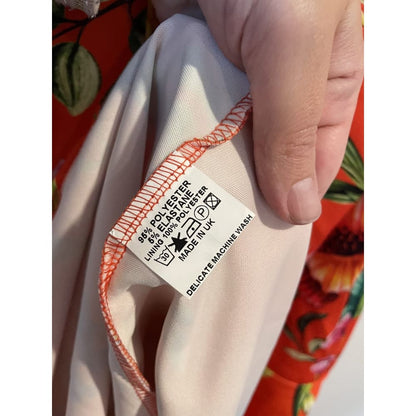 95% POLYESTER
5% ELASTANE
LINING 100% POLYESTER
30 P
MADE IN UK
DELICATE MACHINE WASH